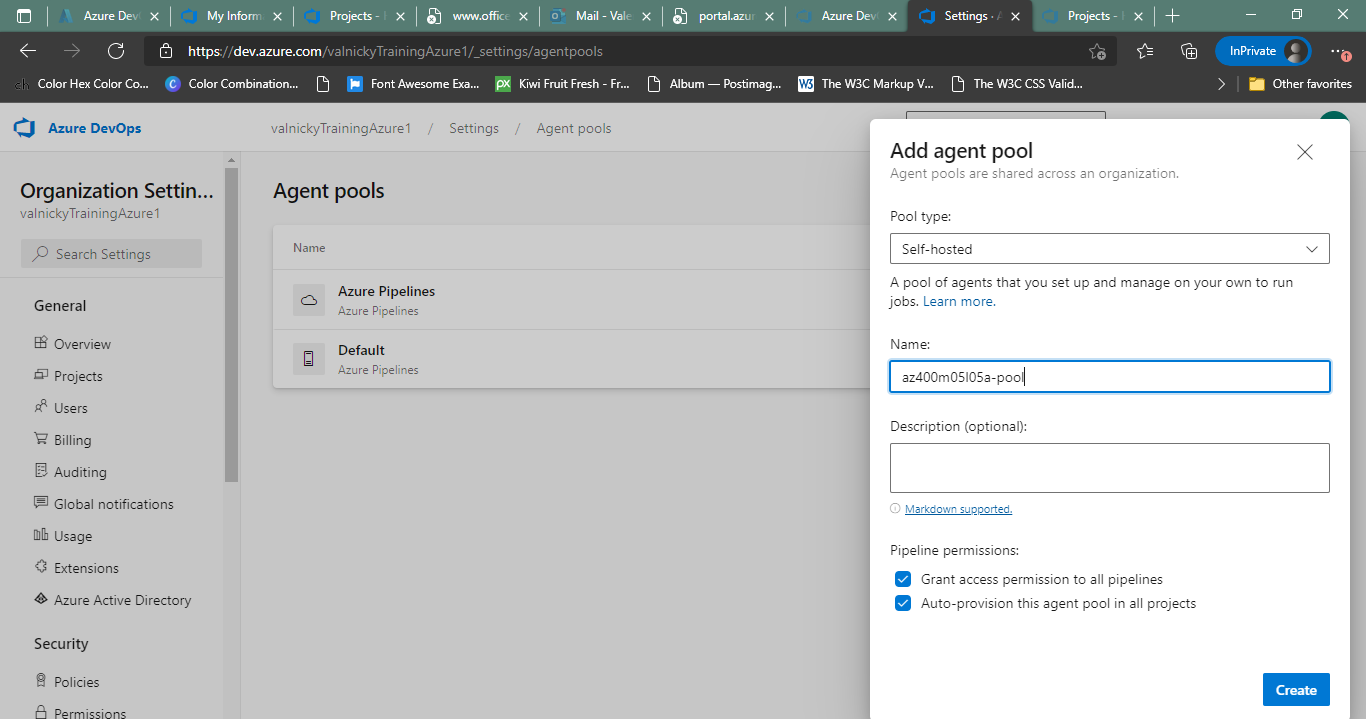 Azure Dev
My Inform
Projects -
www.office
Mail - Vale
portal.azur
Azure Dev
Settings · A
Projects -
https://dev.azure.com/valnickyTrainingAzure1/_settings/agentpools
InPrivate
Color Hex Color Co...
Color Combination...
Font Awesome Exa...
Kiwi Fruit Fresh - Fr...
Album — Postimag...
The W3C Markup V...
The W3C CSS Valid...
Other favorites
Azure DevOps
valnickyTrainingAzure1 / Settings / Agent pools
Organization Settin...
valnickyTrainingAzure1
Search Settings
General
Overview
Projects
Users
Billing
Auditing
Global notifications
Usage
Extensions
Azure Active Directory
Security
Policies
Permissions
Agent pools
Name
Azure Pipelines
Azure Pipelines
Default
Azure Pipelines
Add agent pool
Agent pools are shared across an organization.
Pool type:
Self-hosted
A pool of agents that you set up and manage on your own to run
jobs. Learn more.
Name:
az400m05l05a-pool
Description (optional):
Markdown supported.
Pipeline permissions:
Grant access permission to all pipelines
Auto-provision this agent pool in all projects
Create